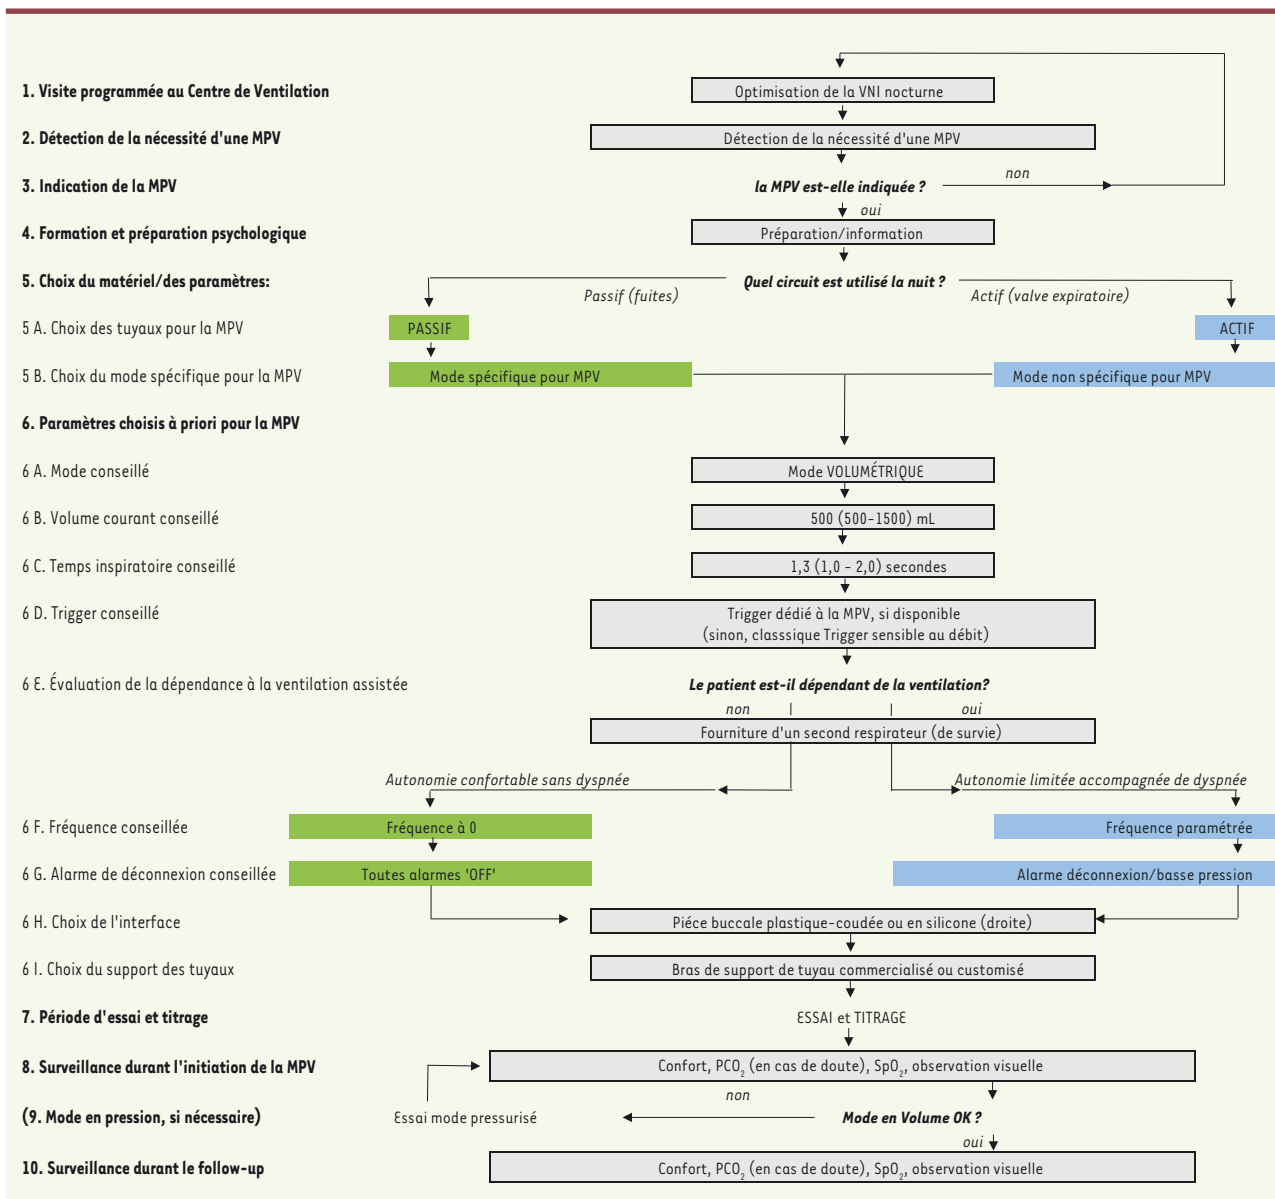 1. Visite programmée au Centre de Ventilation
Optimisation de la VNI nocturne
2. Détection de la nécessité d'une MPV
Détection de la nécessité d'une MPV
3. Indication de la MPV
la MPV est-elle indiquée ?
non
oui
4. Formation et préparation psychologique
Préparation/information
5. Choix du matériel/des paramètres:
Quel circuit est utilisé la nuit ?
Passif (fuites)
Actif (valve expiratoire)
5 A. Choix des tuyaux pour la MPV
PASSIF
ACTIF
5 B. Choix du mode spécifique pour la MPV
Mode spécifique pour MPV
Mode non spécifique pour MPV
6. Paramètres choisis à priori pour la MPV
6 A. Mode conseillé
Mode VOLUMÉTRIQUE
6 B. Volume courant conseillé
500 (500-1500) mL
6 C. Temps inspiratoire conseillé
1,3 (1,0 - 2,0) secondes
6 D. Trigger conseillé
Trigger dédié à la MPV, si disponible
(sinon, classsique Trigger sensible au débit)
6 E. Évaluation de la dépendance à la ventilation assistée
Le patient est-il dépendant de la ventilation?
non
oui
Fourniture d'un second respirateur (de survie)
Autonomie confortable sans dyspnée
Autonomie limitée accompagnée de dyspnée
6 F. Fréquence conseillée
Fréquence à 0
Fréquence paramétrée
6 G. Alarme de déconnexion conseillée
Toutes alarmes 'OFF'
Alarme déconnexion/basse pression
6 H. Choix de l'interface
Piéce buccale plastique-coudée ou en silicone (droite)
6 I. Choix du support des tuyaux
Bras de support de tuyau commercialisé ou customisé
7. Période d'essai et titrage
ESSAI et TITRAGE
8. Surveillance durant l'initiation de la MPV
Confort, PCO₂ (en cas de doute), SpO₂, observation visuelle
non
(9. Mode en pression, si nécessaire)
Essai mode pressurisé
Mode en Volume OK ?
oui
10. Surveillance durant le follow-up
Confort, PCO₂ (en cas de doute), SpO₂, observation visuelle